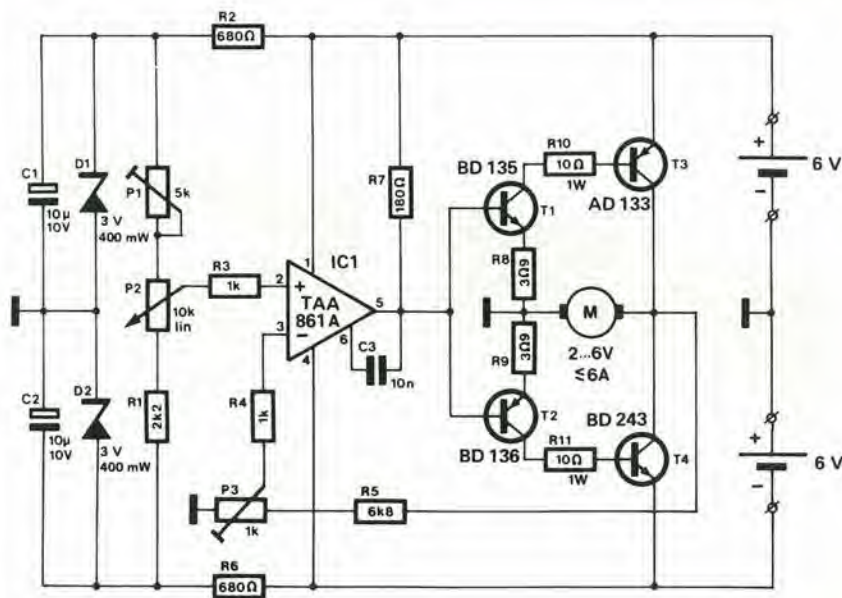 R2
680Ω
C1
10µ
10V
D1
3 V
400 mW
P1
5k
R7
180Ω
R10
10Ω
1W
T3
AD 133
BD 135
T1
+
6 V
-
R8
3Ω9
P2
10k
lin
R3
1k
IC1
1
2
+
TAA
861A
5
3
-
6
4
C3
10n
M
2...6V
≤6A
R9
3Ω9
D2
3 V
400 mW
C2
10µ
10V
R1
2k2
R4
1k
T2
BD 136
BD 243
R11
10Ω
1W
T4
+
6 V
-
P3
1k
R5
6k8
R6
680Ω